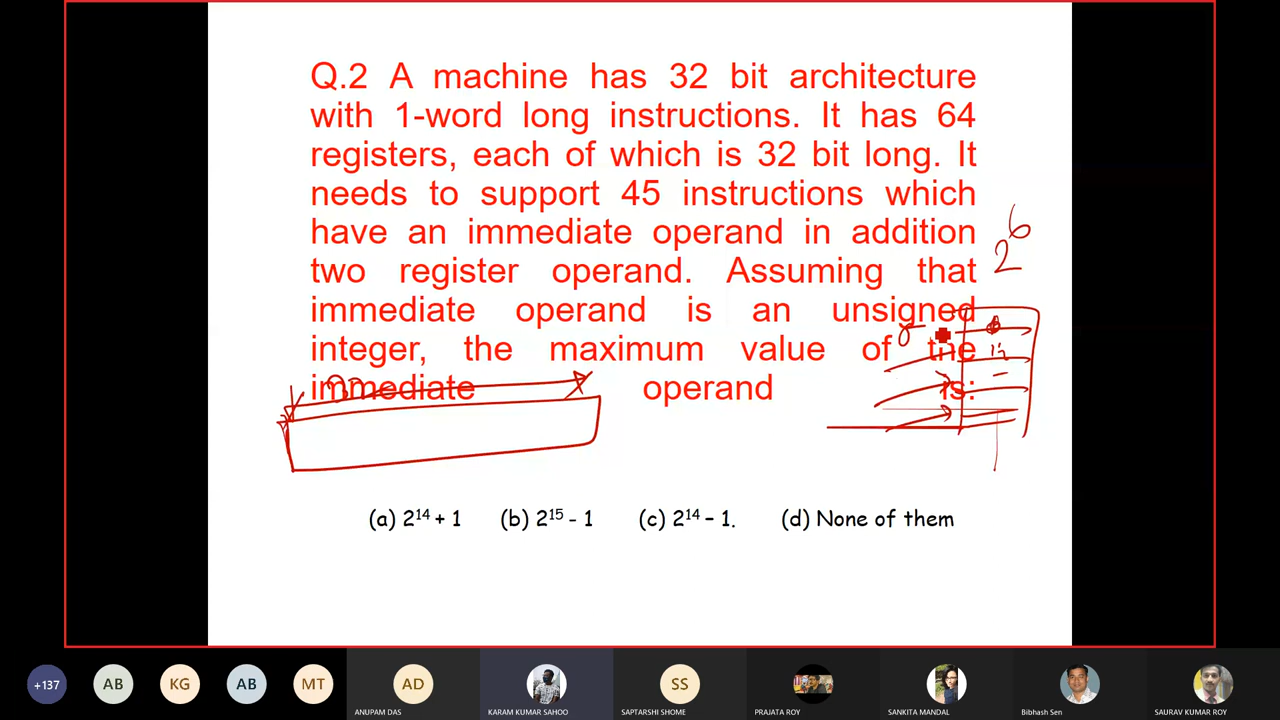 Q.2 A machine has 32 bit architecture
with 1-word long instructions. It has 64
registers, each of which is 32 bit long. It
needs to support 45 instructions which
have an immediate operand in addition
two register operand. Assuming that
immediate operand is an unsigned
integer, the maximum value of the
immediate operand is:
2⁶
32
(a) 2¹⁴ + 1 (b) 2¹⁵ - 1 (c) 2¹⁴ – 1. (d) None of them
+137 AB KG AB MT AD SS
ANUPAM DAS KARAM KUMAR SAHOO SAPTARSHI SHOME PRAJATA ROY SANKITA MANDAL Bibhash Sen SAURAV KUMAR ROY